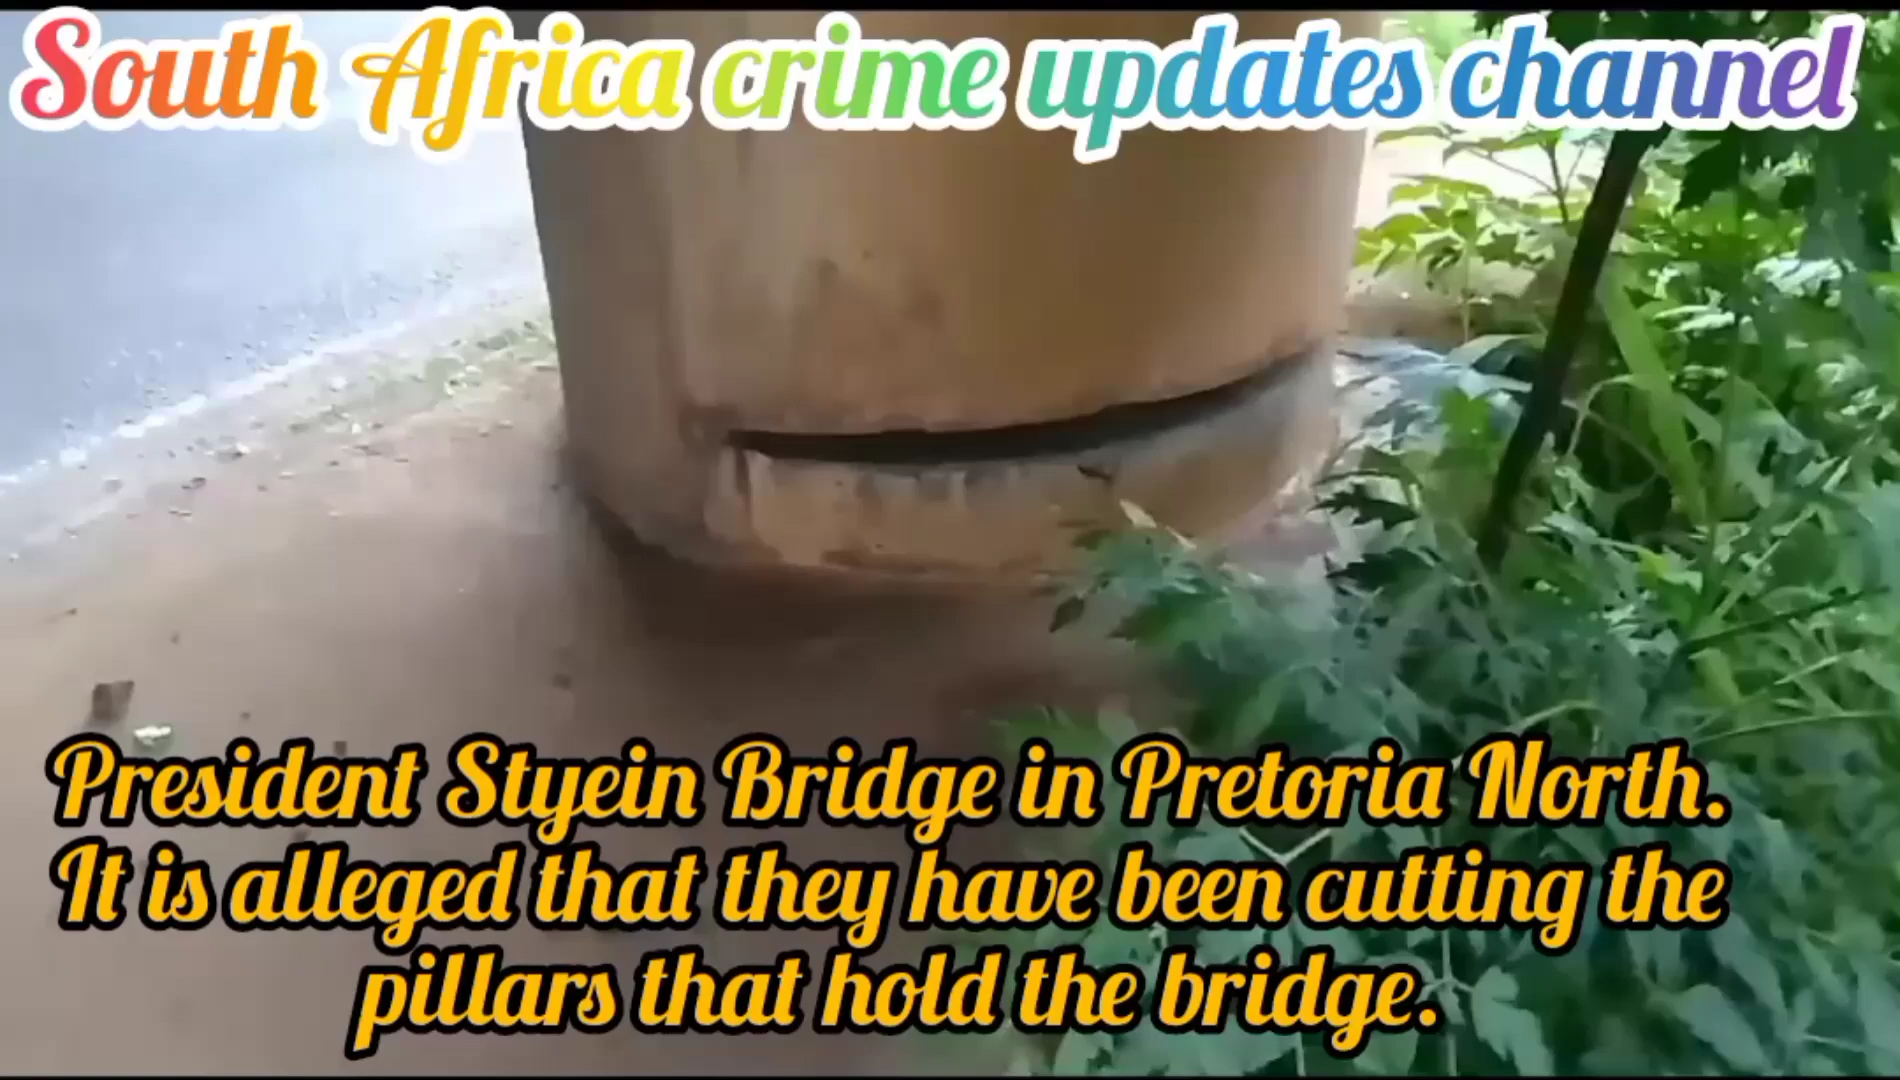 South Africa crime updates channel
President Styein Bridge in Pretoria North.
It is alleged that they have been cutting the
pillars that hold the bridge.